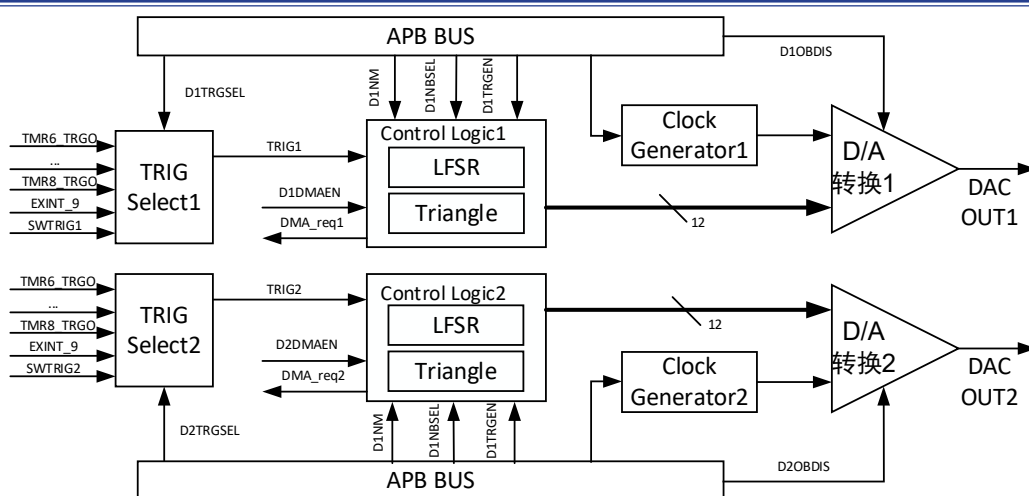 APB BUS
D1OBDIS
D1TRGSEL
D1NM
D1NBSEL
D1TRGEN
TMR6_TRGO
...
TMR8_TRGO
EXINT_9
SWTRIG1
TRIG
Select1
TRIG1
D1DMAEN
DMA_req1
Control Logic1
LFSR
Triangle
Clock
Generator1
12
D/A
转换1
DAC
OUT1
TMR6_TRGO
...
TMR8_TRGO
EXINT_9
SWTRIG2
TRIG
Select2
TRIG2
D2DMAEN
DMA_req2
Control Logic2
LFSR
Triangle
12
Clock
Generator2
D/A
转换2
DAC
OUT2
D2TRGSEL
D1NM
D1NBSEL
D1TRGEN
D2OBDIS
APB BUS